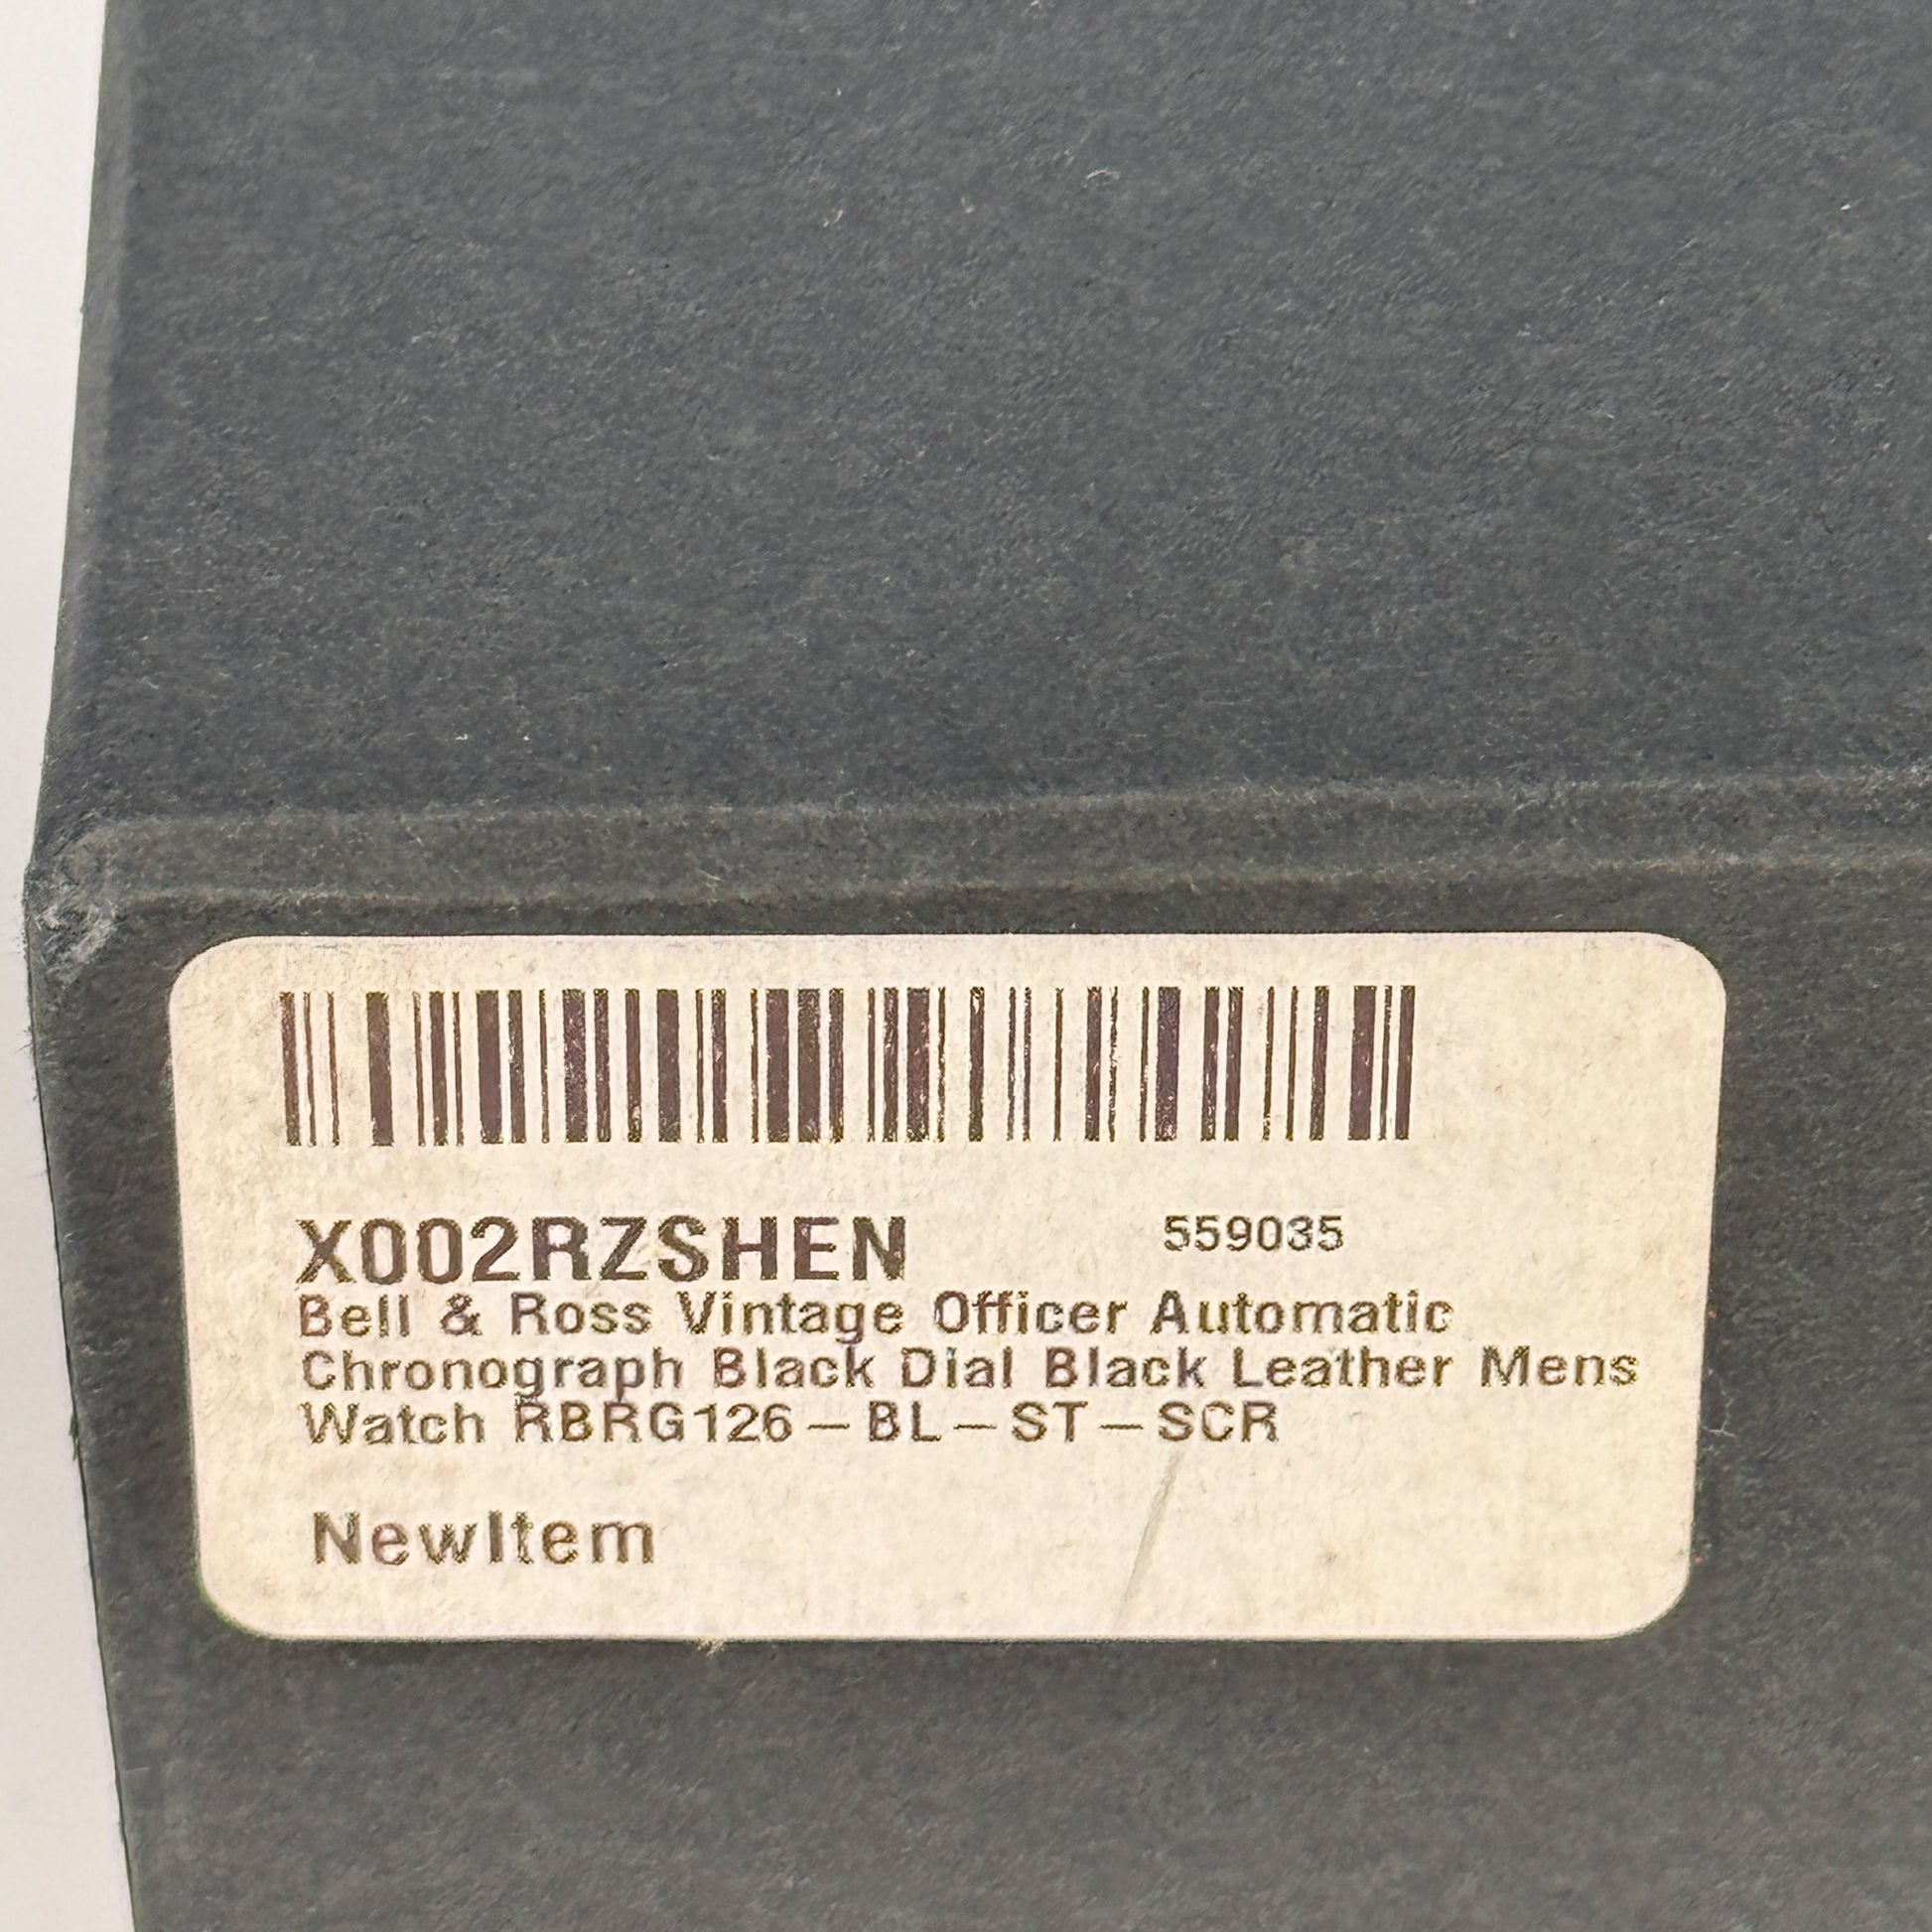 X002RZSHEN 559035
Bell & Ross Vintage Officer Automatic
Chronograph Black Dial Black Leather Mens
Watch RBRG126-BL-ST-SCR
NewItem